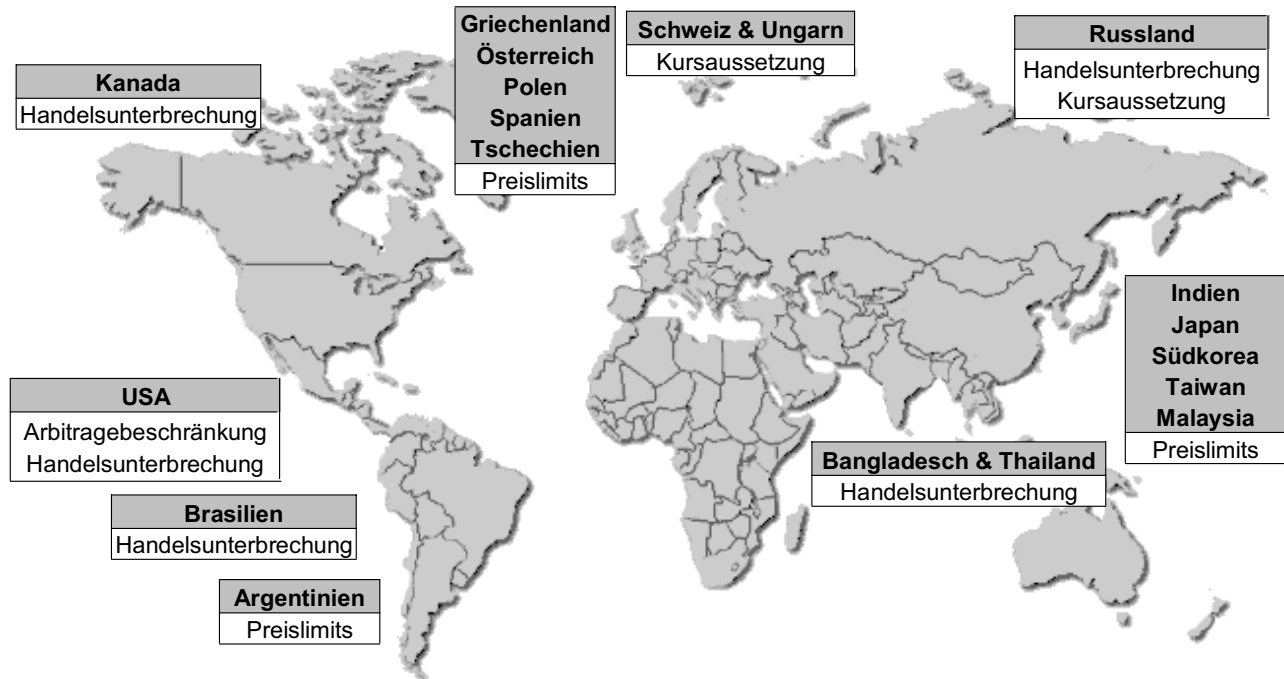 Kanada
Handelsunterbrechung
Griechenland
Österreich
Polen
Spanien
Tschechien
Preislimits
Schweiz & Ungarn
Kursaussetzung
Russland
Handelsunterbrechung
Kursaussetzung
USA
Arbitragebeschränkung
Handelsunterbrechung
Brasilien
Handelsunterbrechung
Argentinien
Preislimits
Bangladesch & Thailand
Handelsunterbrechung
Indien
Japan
Südkorea
Taiwan
Malaysia
Preislimits